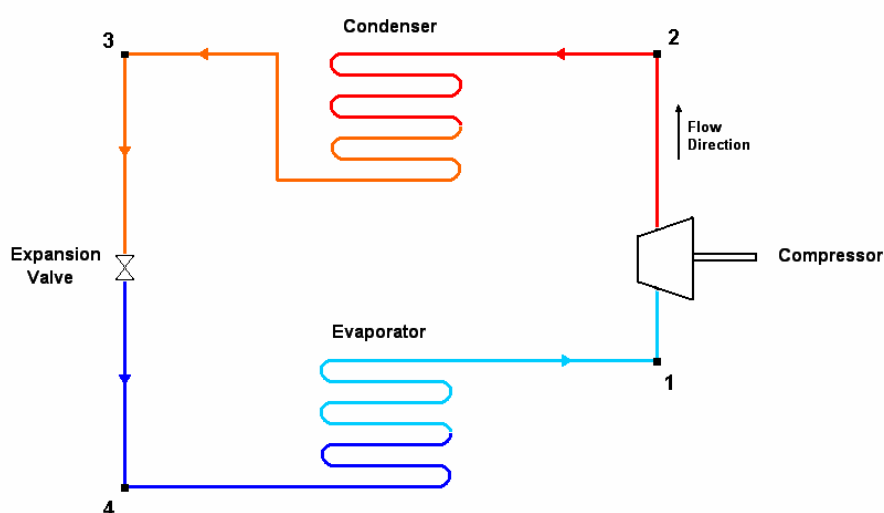 Condenser
3
2
Flow
Direction
Expansion
Valve
Compressor
Evaporator
1
4